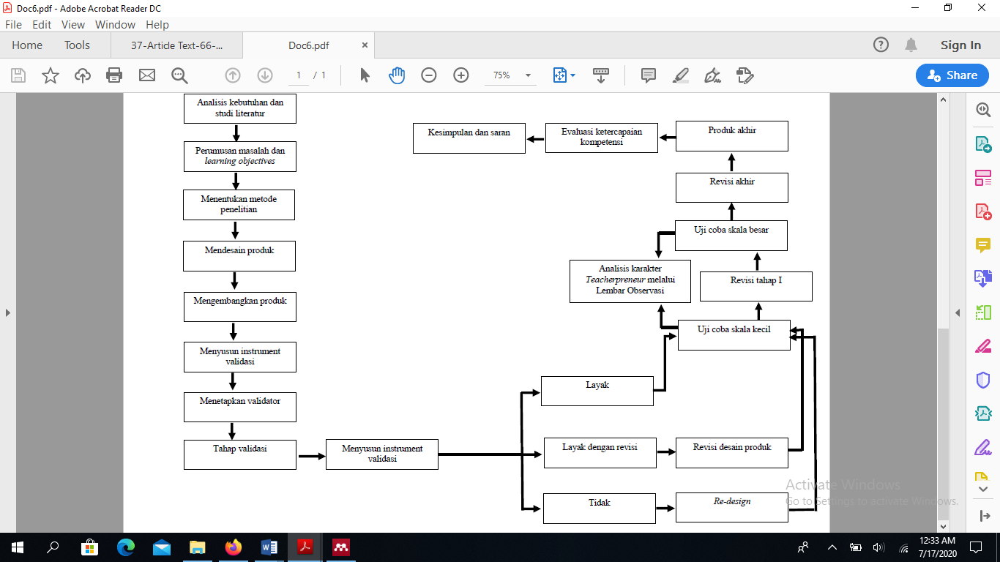 Doc6.pdf - Adobe Acrobat Reader DC
File Edit View Window Help
Home Tools 37-Article Text-66-... Doc6.pdf × Sign In
1 / 1 75% Share
Analisis kebutuhan dan
studi literatur
Perumusan masalah dan
learning objectives
Menentukan metode
penelitian
Mendesain produk
Mengembangkan produk
Menyusun instrument
validasi
Menetapkan validator
Tahap validasi
Menyusun instrument
validasi
Layak
Layak dengan revisi
Revisi desain produk
Tidak
Re-design
Uji coba skala kecil
Analisis karakter
Teacherpreneur melalui
Lembar Observasi
Revisi tahap I
Uji coba skala besar
Revisi akhir
Produk akhir
Evaluasi ketercapaian
kompetensi
Kesimpulan dan saran
Activate Windows
Go to Settings to activate Windows.
12:33 AM
7/17/2020